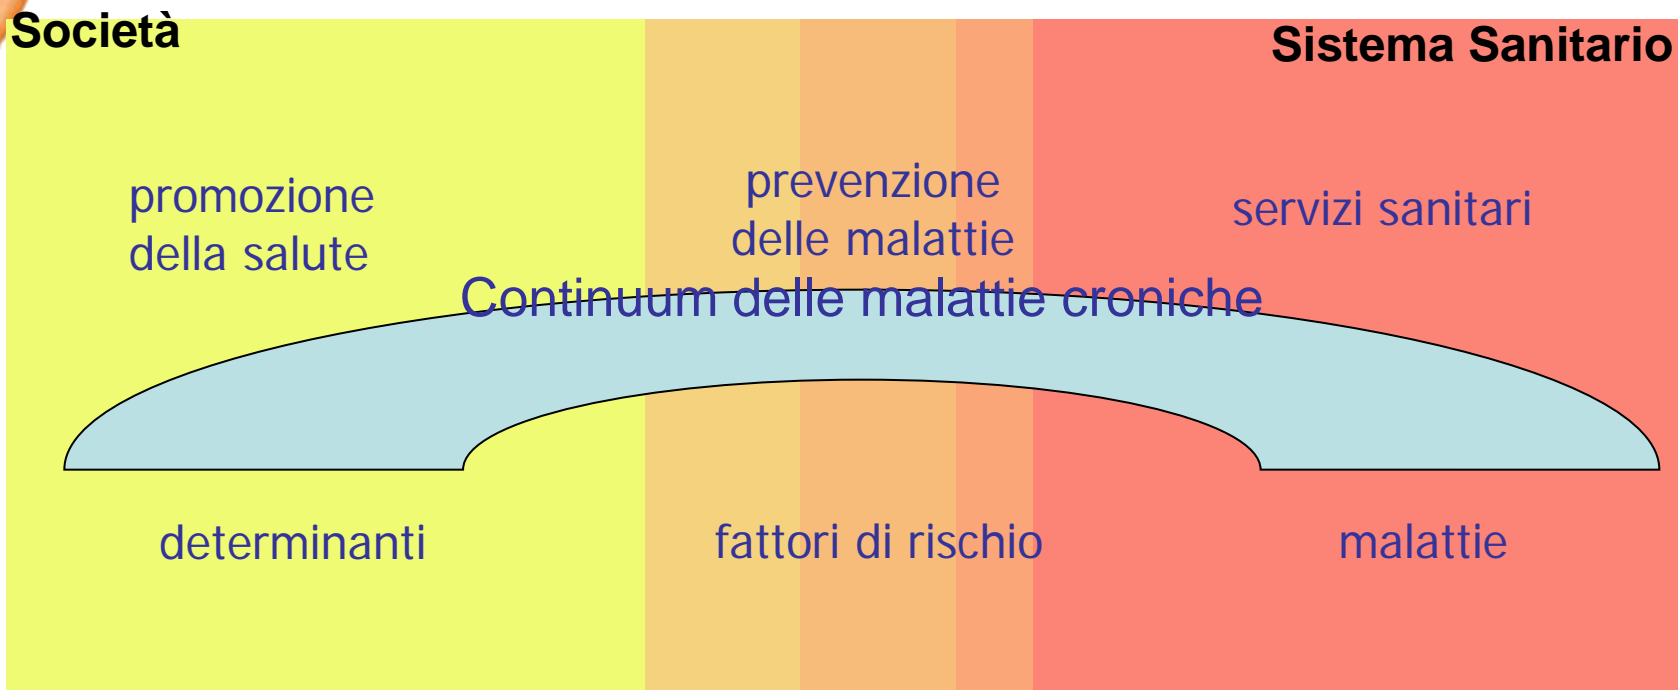 Società
Sistema Sanitario
promozione
della salute
prevenzione
delle malattie
servizi sanitari
Continuum delle malattie croniche
determinanti
fattori di rischio
malattie